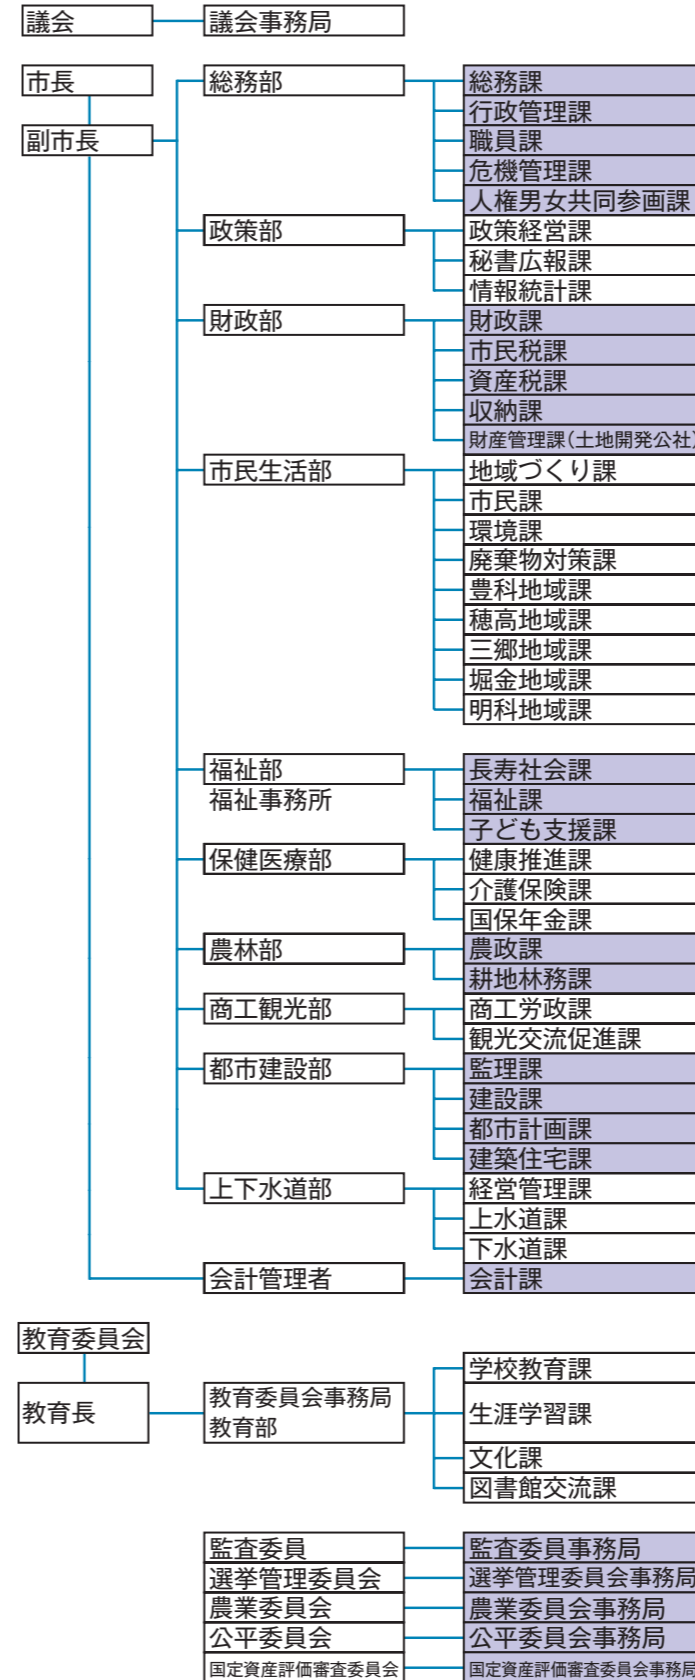 議会
議会事務局
市長
副市長
総務部
総務課
行政管理課
職員課
危機管理課
人権男女共同参画課
政策部
政策経営課
秘書広報課
情報統計課
財政部
財政課
市民税課
資産税課
収納課
財産管理課(土地開発公社)
市民生活部
地域づくり課
市民課
環境課
廃棄物対策課
豊科地域課
穂高地域課
三郷地域課
堀金地域課
明科地域課
福祉部
福祉事務所
長寿社会課
福祉課
子ども支援課
保健医療部
健康推進課
介護保険課
国保年金課
農林部
農政課
耕地林務課
商工観光部
商工労政課
観光交流促進課
都市建設部
監理課
建設課
都市計画課
建築住宅課
上下水道部
経営管理課
上水道課
下水道課
会計管理者
会計課
教育委員会
教育長
教育委員会事務局
教育部
学校教育課
生涯学習課
文化課
図書館交流課
監査委員
監査委員事務局
選挙管理委員会
選挙管理委員会事務局
農業委員会
農業委員会事務局
公平委員会
公平委員会事務局
国定資産評価審査委員会
国定資産評価審査委員会事務局